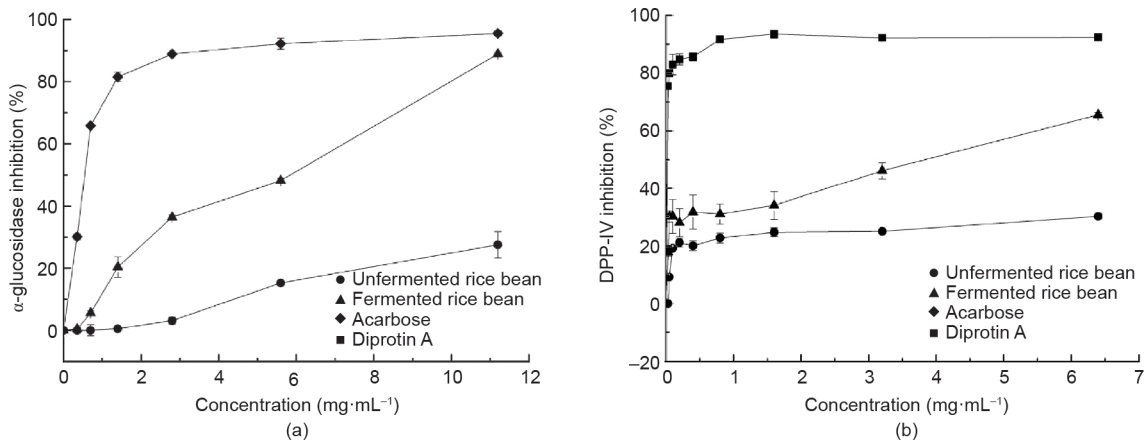 100
80
60
40
20
0
α-glucosidase inhibition (%)
Unfermented rice bean
Fermented rice bean
Acarbose
Diprotin A
0 2 4 6 8 10 12
Concentration (mg·mL⁻¹)
(a)
100
80
60
40
20
0
–20
DPP-IV inhibition (%)
Unfermented rice bean
Fermented rice bean
Acarbose
Diprotin A
0 1 2 3 4 5 6 7
Concentration (mg·mL⁻¹)
(b)